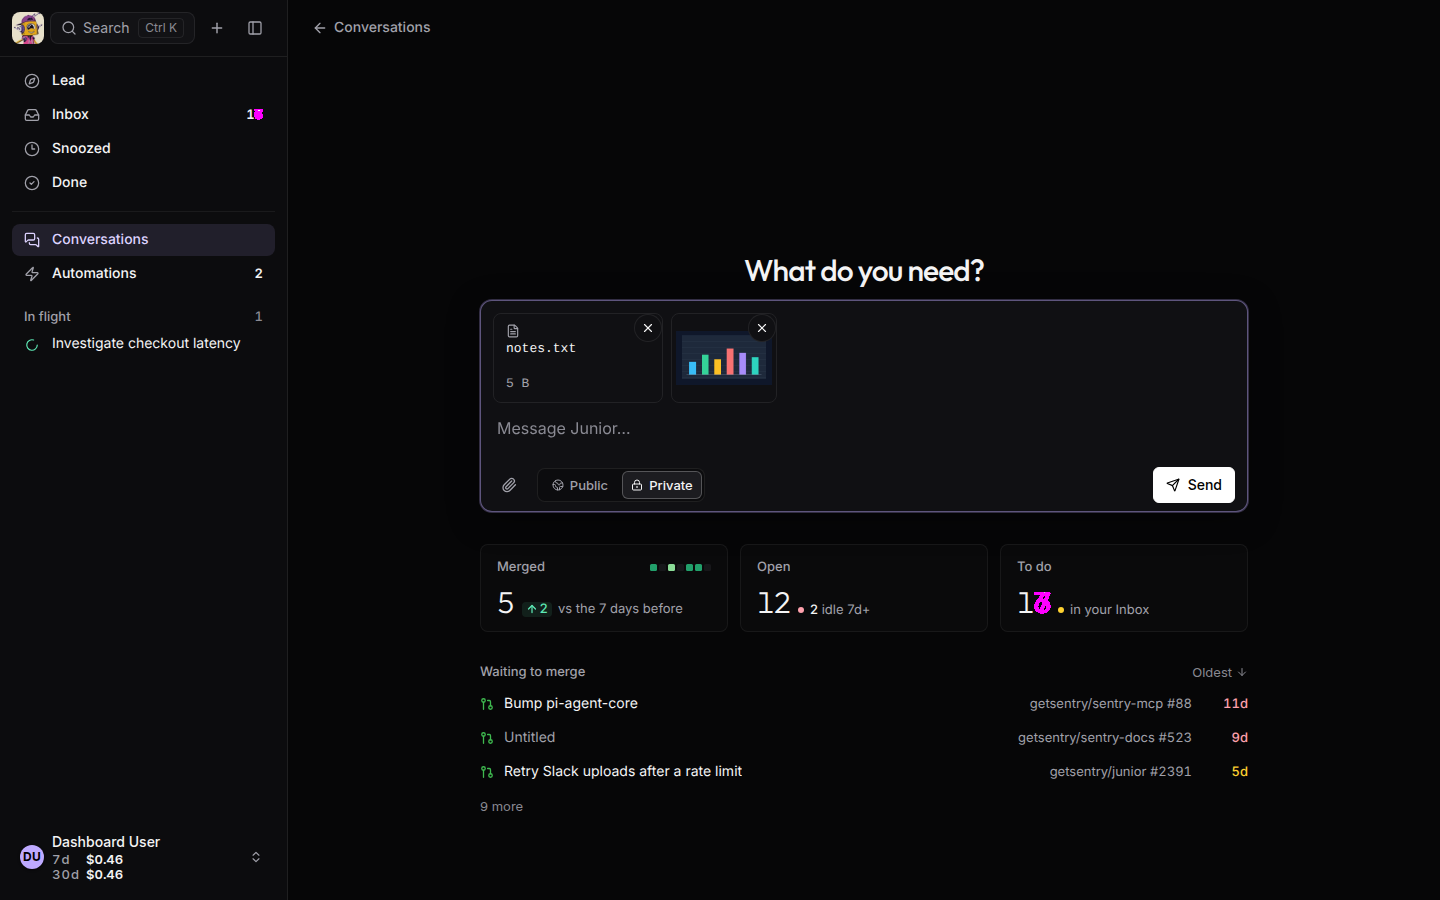 Search Ctrl K
Conversations
Lead
Inbox
Snoozed
Done
Conversations
Automations 2
In flight 1
Investigate checkout latency
What do you need?
notes.txt
5 B
Message Junior...
Public Private Send
Merged
5 2 vs the 7 days before
Open
12 2 idle 7d+
To do
in your Inbox
Waiting to merge Oldest
Bump pi-agent-core getsentry/sentry-mcp #88 11d
Untitled getsentry/sentry-docs #523 9d
Retry Slack uploads after a rate limit getsentry/junior #2391 5d
9 more
DU Dashboard User
7d $0.46
30d $0.46